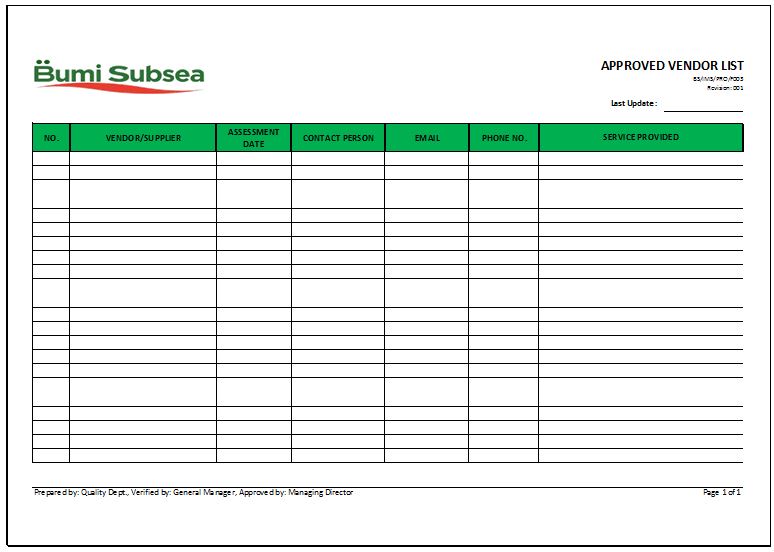 Bumi Subsea
APPROVED VENDOR LIST
BS/IMS/PRO/F003
Revision: 001
Last Update:
NO.
VENDOR/SUPPLIER
ASSESSMENT
DATE
CONTACT PERSON
EMAIL
PHONE NO.
SERVICE PROVIDED
Prepared by: Quality Dept., Verified by: General Manager, Approved by: Managing Director
Page 1 of 1